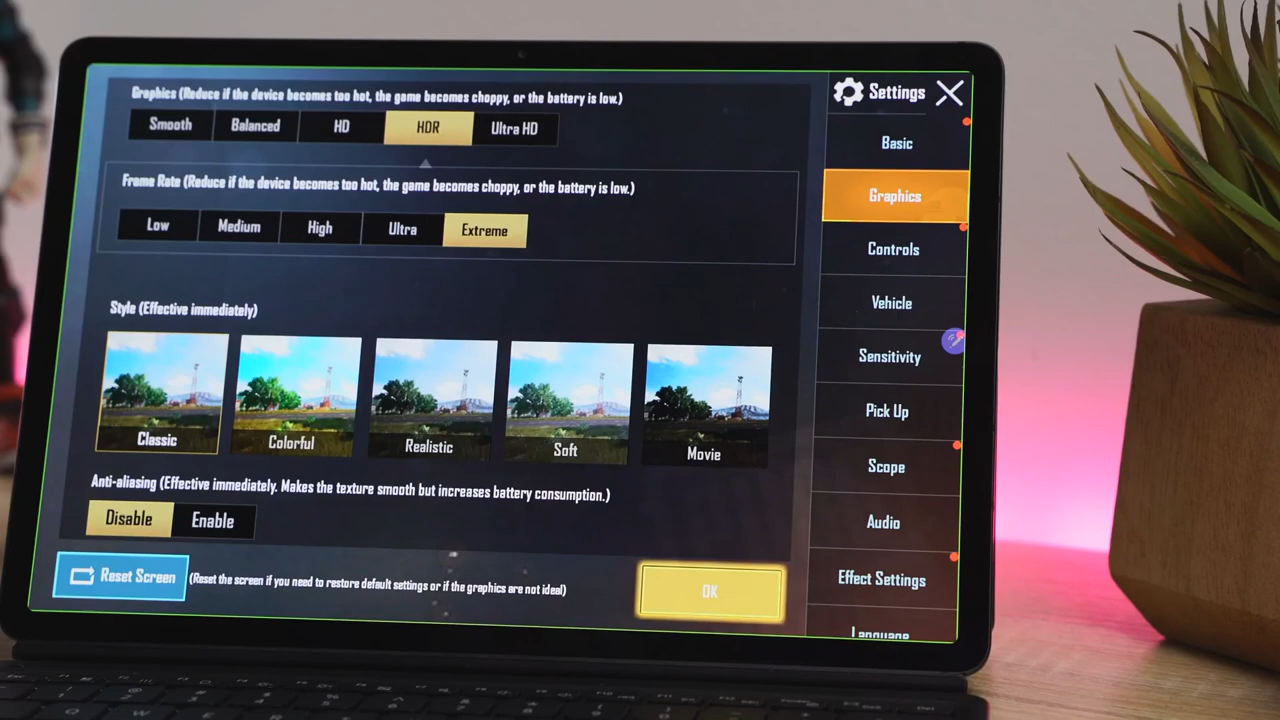 Graphics (Reduce if the device becomes too hot, the game becomes choppy, or the battery is low.)
Smooth Balanced HD HDR Ultra HD
Frame Rate (Reduce if the device becomes too hot, the game becomes choppy, or the battery is low.)
Low Medium High Ultra Extreme
Style (Effective immediately)
Classic Colorful Realistic Soft Movie
Anti-aliasing (Effective immediately. Makes the texture smooth but increases battery consumption.)
Disable Enable
Reset Screen (Reset the screen if you need to restore default settings or if the graphics are not ideal) OK
Settings
Basic
Graphics
Controls
Vehicle
Sensitivity
Pick Up
Scope
Audio
Effect Settings
Language